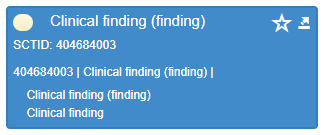 Clinical finding (finding)
SCTID: 404684003
404684003 | Clinical finding (finding) |
Clinical finding (finding)
Clinical finding